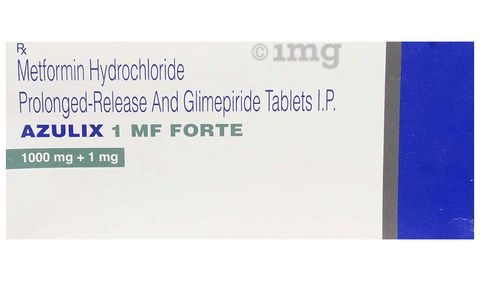 ©1mg
Rx
Metformin Hydrochloride
Prolonged-Release And Glimepiride Tablets I.P.
AZULIX 1 MF FORTE
1000 mg + 1 mg